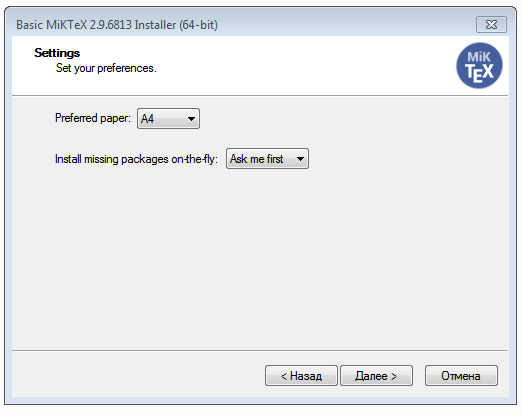 Basic MiKTeX 2.9.6813 Installer (64-bit)
Settings
Set your preferences.
MiK
TEX
Preferred paper: A4
Install missing packages on-the-fly: Ask me first
< Назад Далее > Отмена